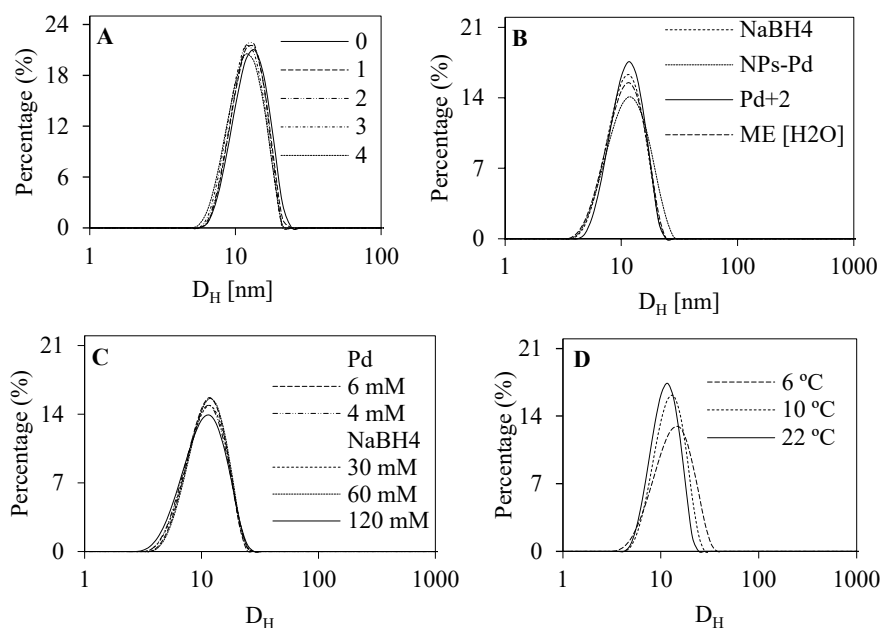 A
Percentage (%)
24
18
12
6
0
1
10
100
D_H [nm]
0
1
2
3
4
B
Percentage (%)
21
14
7
0
1
10
100
1000
D_H [nm]
NaBH4
NPs-Pd
Pd+2
ME [H2O]
C
Percentage (%)
21
14
7
0
1
10
100
1000
D_H
Pd
6 mM
4 mM
NaBH4
30 mM
60 mM
120 mM
D
Percentage (%)
21
14
7
0
1
10
100
1000
D_H
6 ºC
10 ºC
22 ºC